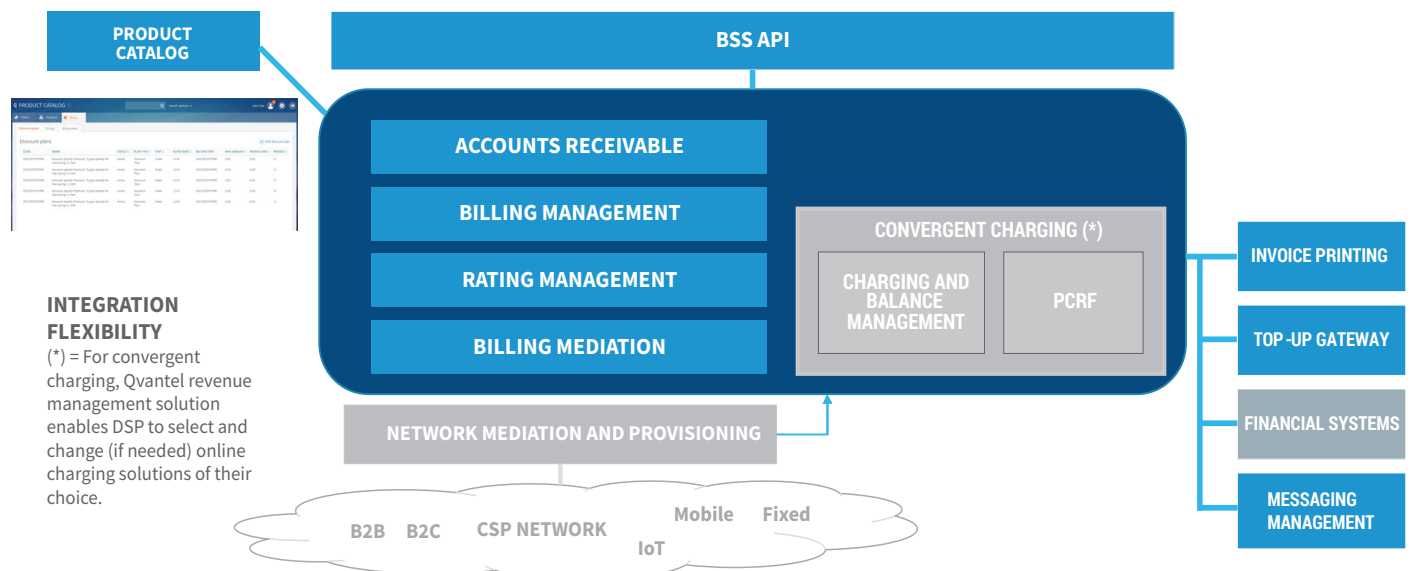 PRODUCT
CATALOG
BSS API
PRODUCT CATALOG
Discount plans
ACCOUNTS RECEIVABLE
BILLING MANAGEMENT
RATING MANAGEMENT
BILLING MEDIATION
CONVERGENT CHARGING (*)
CHARGING AND
BALANCE
MANAGEMENT
PCRF
INVOICE PRINTING
TOP -UP GATEWAY
FINANCIAL SYSTEMS
MESSAGING
MANAGEMENT
INTEGRATION
FLEXIBILITY
(*) = For convergent
charging, Qvantel revenue
management solution
enables DSP to select and
change (if needed) online
charging solutions of their
choice.
NETWORK MEDIATION AND PROVISIONING
B2B B2C CSP NETWORK Mobile Fixed
IoT